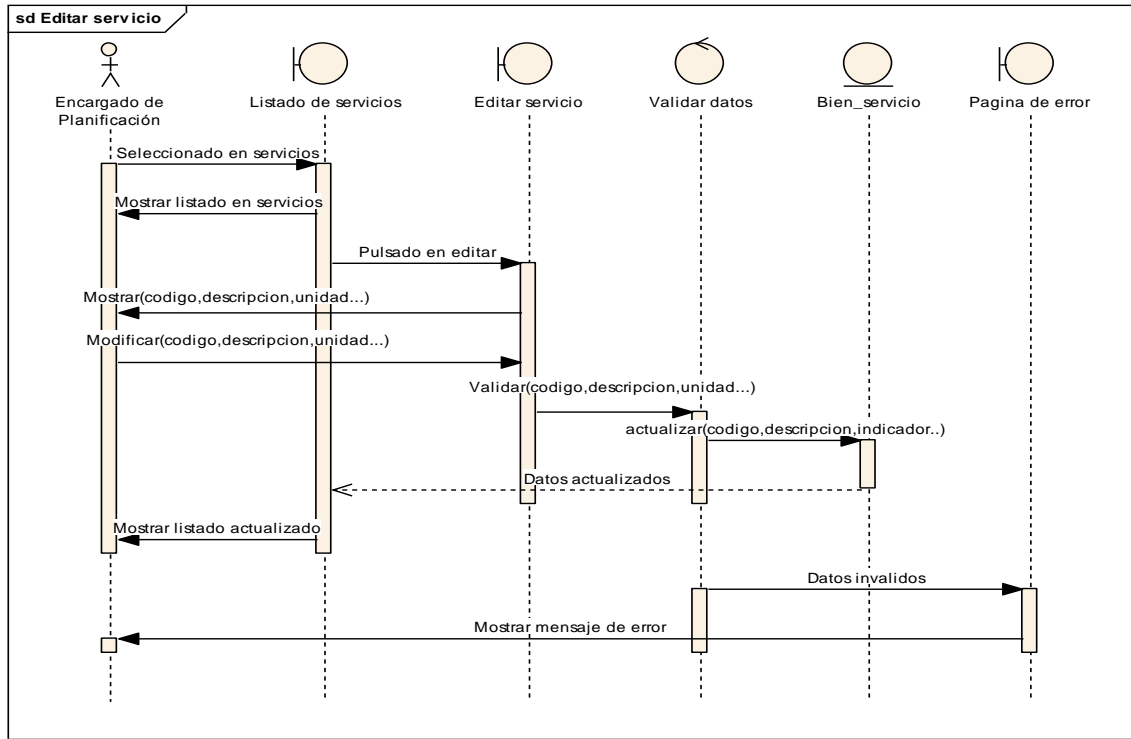 sd Editar servicio
Encargado de
Planificación
Listado de servicios
Editar servicio
Validar datos
Bien_servicio
Pagina de error
Seleccionado en servicios
Mostrar listado en servicios
Pulsado en editar
Mostrar(codigo,descripcion,unidad...)
Modificar(codigo,descripcion,unidad...)
Validar(codigo,descripcion,unidad...)
actualizar(codigo,descripcion,indicador..)
Datos actualizados
Mostrar listado actualizado
Datos invalidos
Mostrar mensaje de error